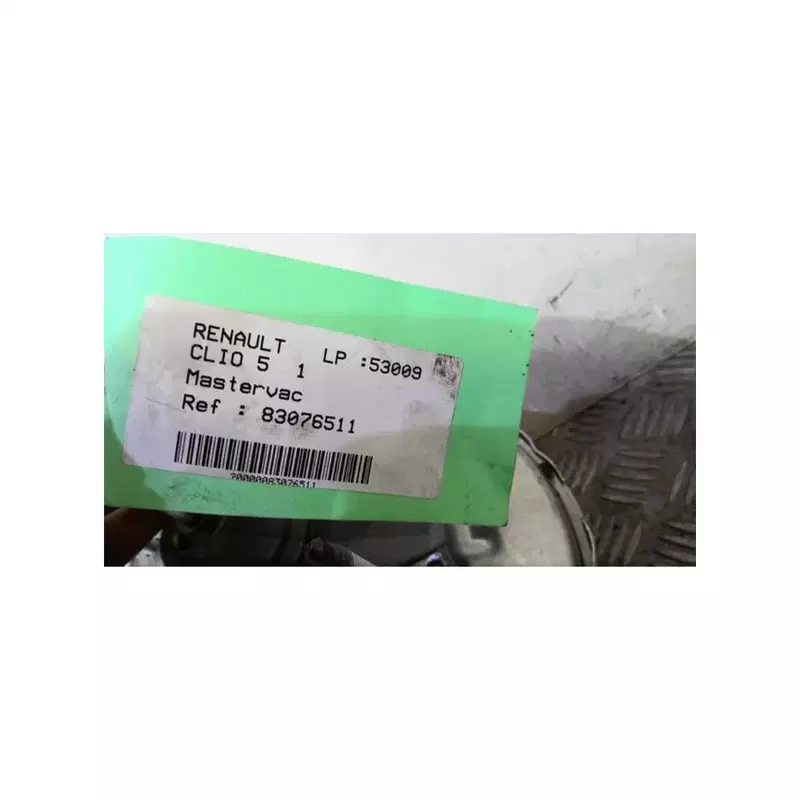 RENAULT LP :53009
CLIO 5 1
Mastervac
Ref : 83076511